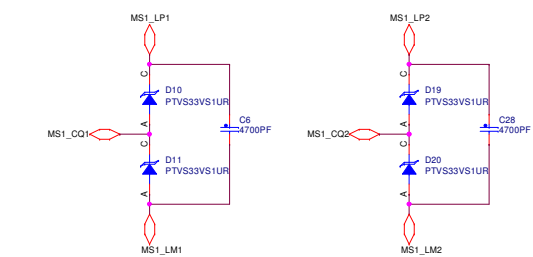 MS1_LP1
C
D10
PTVS33VS1UR
A
MS1_CQ1
C
C6
4700PF
D11
PTVS33VS1UR
A
MS1_LM1
MS1_LP2
C
D19
PTVS33VS1UR
A
MS1_CQ2
C
C28
4700PF
D20
PTVS33VS1UR
A
MS1_LM2